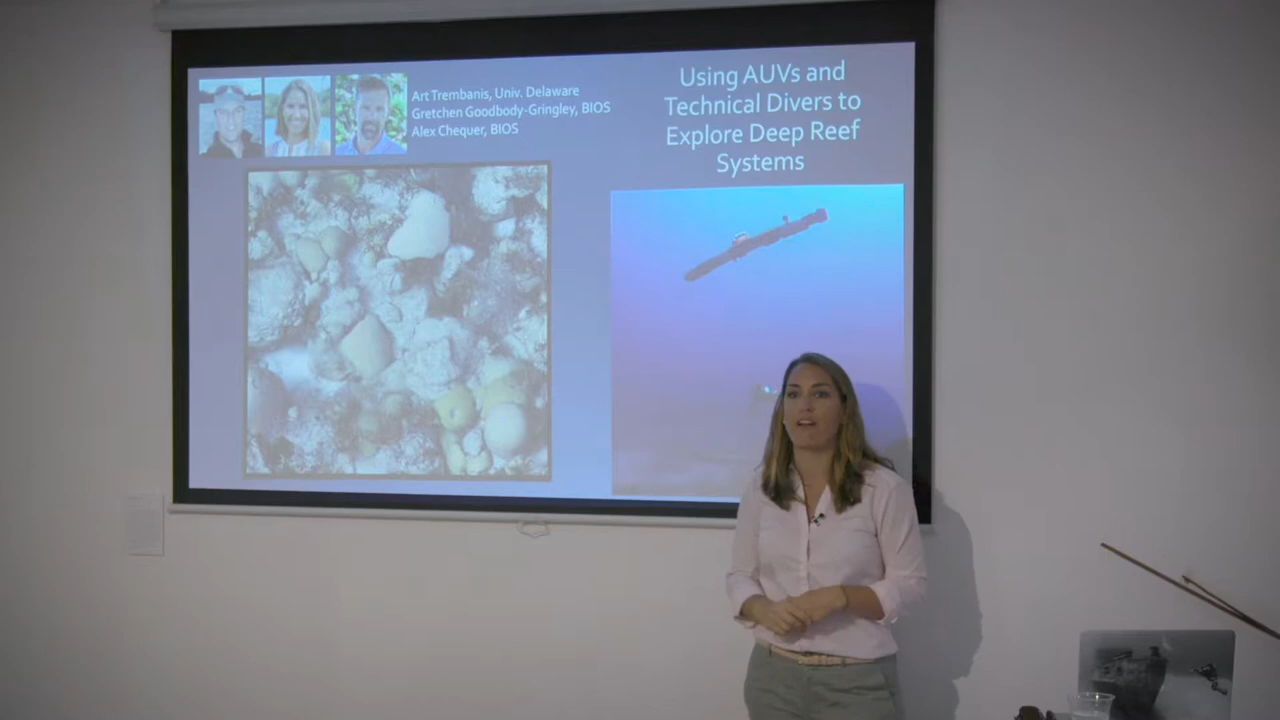 Art Trembanis, Univ. Delaware
Gretchen Goodbody-Gringley, BIOS
Alex Chequer, BIOS
Using AUVs and
Technical Divers to
Explore Deep Reef
Systems